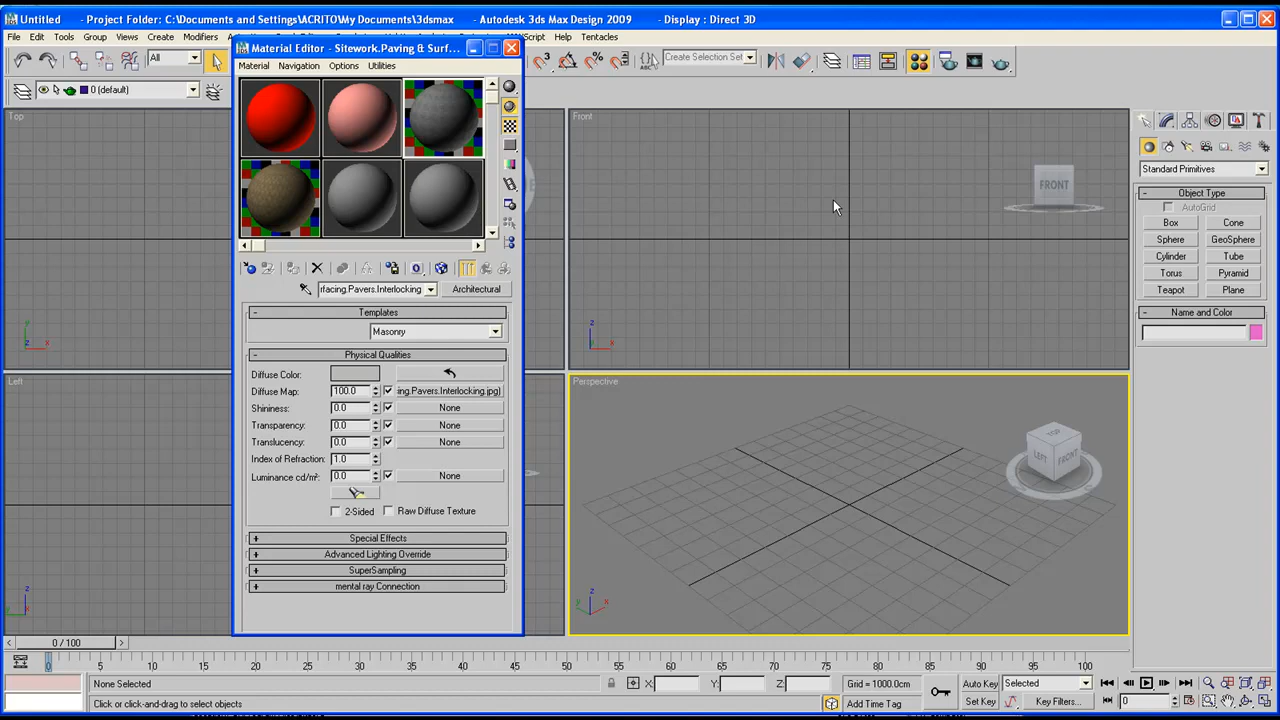 Untitled - Project Folder: C:\Documents and Settings\ACRITO\My Documents\3dsmax - Autodesk 3ds Max Design 2009 - Display : Direct 3D
File Edit Tools Group Views Create Modifiers MAXScript Help Tentacles
Material Editor - Sitework.Paving & Surf...
Material Navigation Options Utilities
All
Create Selection Set
0 (default)
Top
Front
FRONT
Standard Primitives
- Object Type
AutoGrid
Box Cone
Sphere GeoSphere
Cylinder Tube
Torus Pyramid
Teapot Plane
- Name and Color
rfacing.Pavers.Interlocking Architectural
- Templates
Masonry
- Physical Qualities
Diffuse Color:
Diffuse Map: 100.0 ing.Pavers.Interlocking.jpg)
Shininess: 0.0 None
Transparency: 0.0 None
Translucency: 0.0 None
Index of Refraction: 1.0
Luminance cd/m²: 0.0 None
2-Sided Raw Diffuse Texture
+ Special Effects
+ Advanced Lighting Override
+ SuperSampling
+ mental ray Connection
Left
Perspective
TOP
LEFT FRONT
z
y x
z
x
z
y x
< 0 / 100 >
0 5 10 15 20 25 30 35 40 45 50 55 60 65 70 75 80 85 90 95 100
None Selected X: Y: Z: Grid = 1000.0cm Auto Key Selected
Click or click-and-drag to select objects Add Time Tag Set Key Key Filters... 0